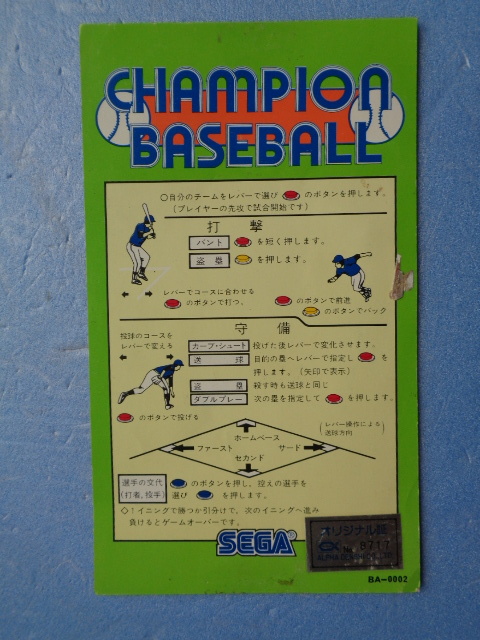 CHAMPION
BASEBALL
○自分のチームをレバーで選び のボタンを押します。
(プレイヤーの先攻で試合開始です)
打撃
バント を短く押します。
盗塁 を押します。
レバーでコースに合わせる
のボタンで打つ。
のボタンで前進
のボタンでバック
守備
投球のコースを
レバーで変える
カーブ・シュート 投げた後レバーで変化させます。
送球 目的の塁へレバーで指定し を
押します。(矢印で表示)
盗塁 殺す時も送球と同じ
ダブルプレー 次の塁を指定して を押します。
のボタンで投げる
ホームベース
(レバー操作による
送球方向
ファースト サード
セカンド
選手の交代
(打者、投手)
のボタンを押し、控えの選手を
選び を押します。
◇1イニングで勝つか引分けで、次のイニングへ進み
負けるとゲームオーバーです。
SEGA
オリジナル証
No 8717
BA-0002